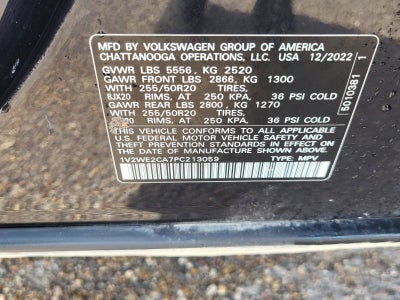 MFD BY VOLKSWAGEN GROUP OF AMERICA
CHATTANOOGA OPERATIONS, LLC. USA 12/2022
GVWR LBS 5556, KG 2520
GAWR FRONT LBS 2866, KG 1300
WITH 255/50R20 TIRES,
8JX20 RIMS, AT 250 KPA, 36 PSI COLD
GAWR REAR LBS 2800, KG 1270
WITH 255/50R20 TIRES,
20 RIMS, AT 250 KPA, 36 PSI COLD
THIS VEHICLE CONFORMS TO ALL APPLICABLE
U.S. FEDERAL MOTOR VEHICLE SAFETY AND
THEFT PREVENTION STANDARDS IN EFFECT ON THE
DATE OF MANUFACTURE SHOWN ABOVE.
1V2WE2CA7PC213059 TYPE: MPV
5010381 1